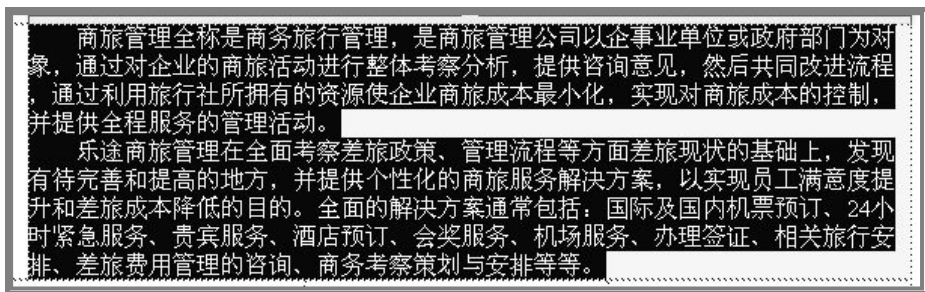 商旅管理全称是商务旅行管理，是商旅管理公司以企事业单位或政府部门为对
象，通过对企业的商旅活动进行整体考察分析，提供咨询意见，然后共同改进流程
，通过利用旅行社所拥有的资源使企业商旅成本最小化，实现对商旅成本的控制，
并提供全程服务的管理活动。
乐途商旅管理在全面考察差旅政策、管理流程等方面差旅现状的基础上，发现
有待完善和提高的地方，并提供个性化的商旅服务解决方案，以实现员工满意度提
升和差旅成本降低的目的。全面的解决方案通常包括：国际及国内机票预订、24小
时紧急服务、贵宾服务、酒店预订、会奖服务、机场服务、办理签证、相关旅行安
排、差旅费用管理的咨询、商务考察策划与安排等等。